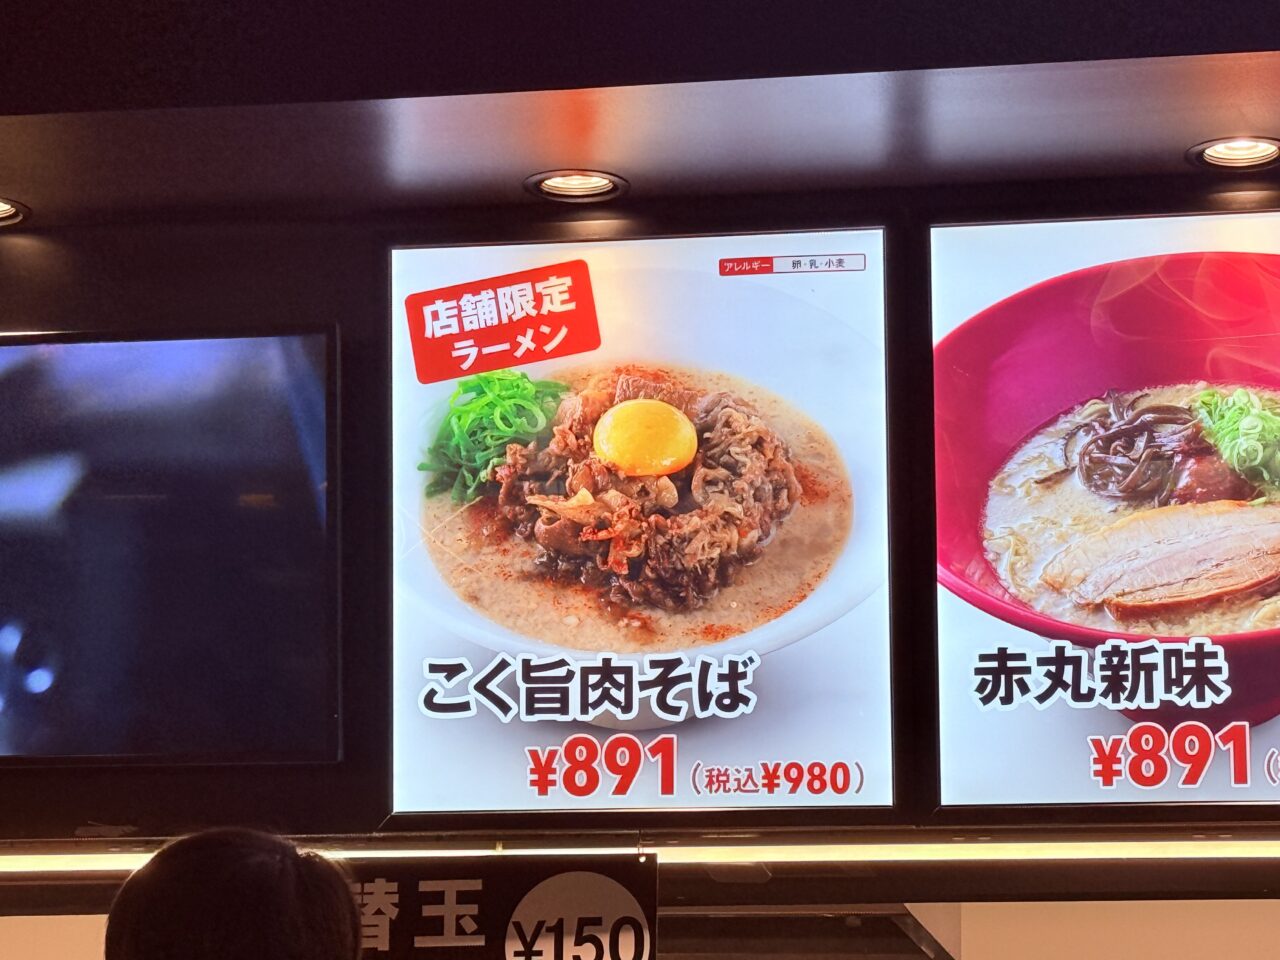 店舗限定
ラーメン
アレルギー 卵・乳・小麦
こく旨肉そば
¥891(税込¥980)
赤丸新味
¥891(
替玉
¥150